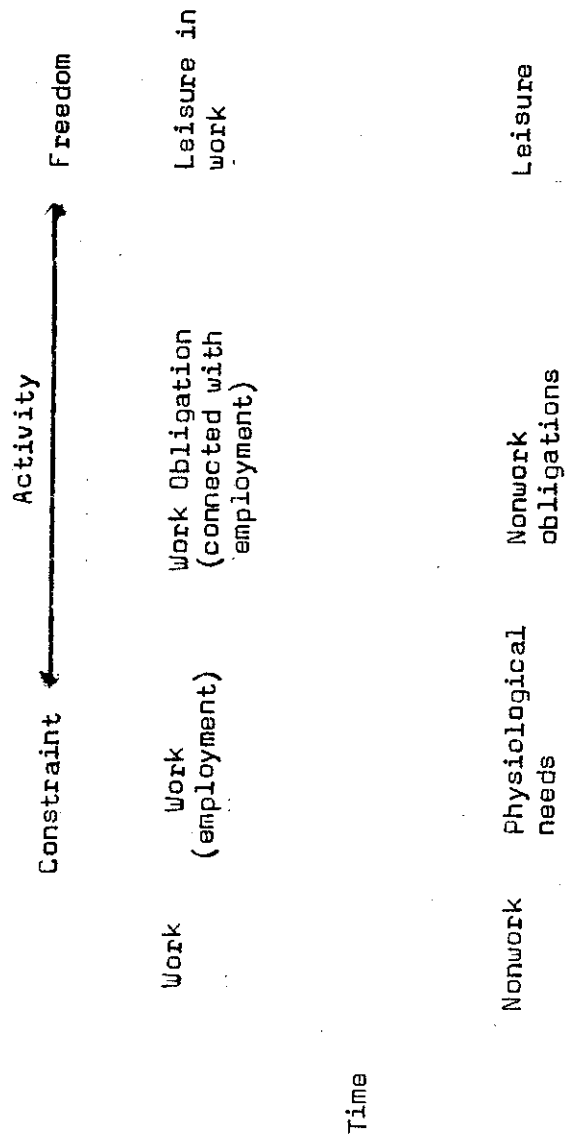 Activity
Constraint Freedom
Work Work (employment) Work Obligation (connected with employment) Leisure in work
Time
Nonwork Physiological needs Nonwork obligations Leisure